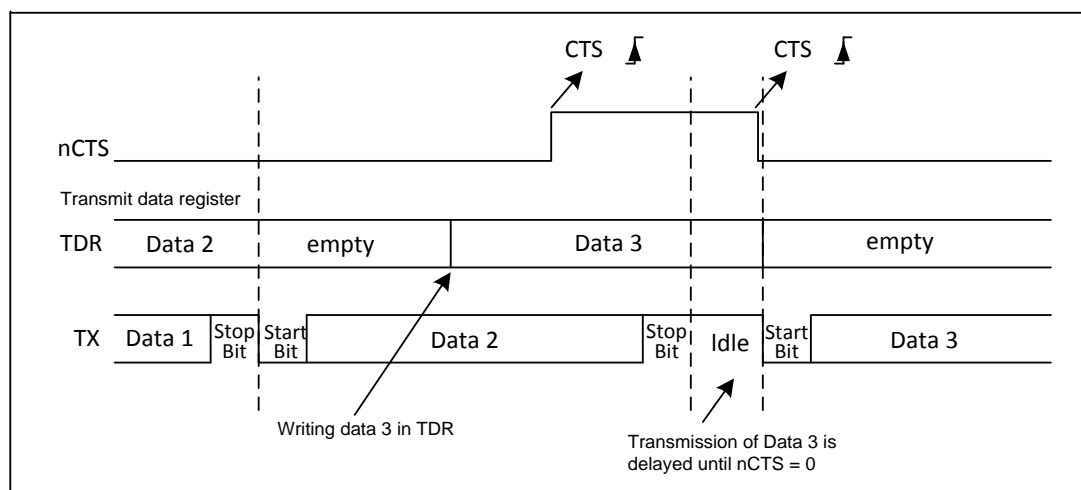 CTS
CTS
nCTS
Transmit data register
TDR
Data 2
empty
Data 3
empty
TX
Data 1
Stop
Bit
Start
Bit
Data 2
Stop
Bit
Idle
Start
Bit
Data 3
Writing data 3 in TDR
Transmission of Data 3 is
delayed until nCTS = 0